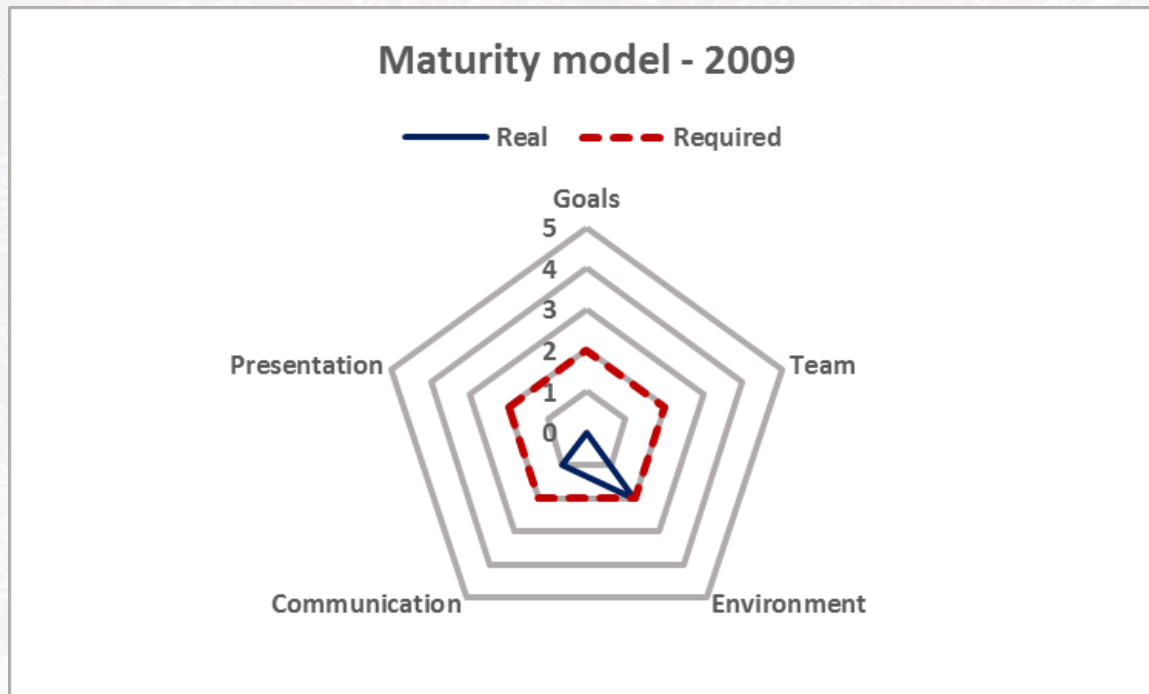 Maturity model - 2009
Real Required
Goals
5
4
3
2
1
0
Presentation
Team
Communication
Environment